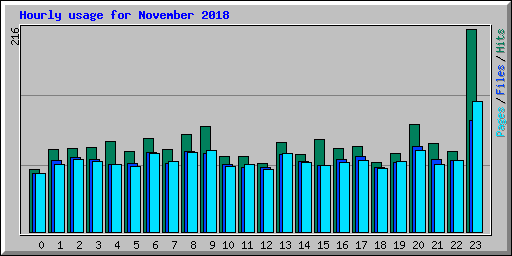 Hourly usage for November 2018
216
Pages/Files/Hits
0 1 2 3 4 5 6 7 8 9 10 11 12 13 14 15 16 17 18 19 20 21 22 23